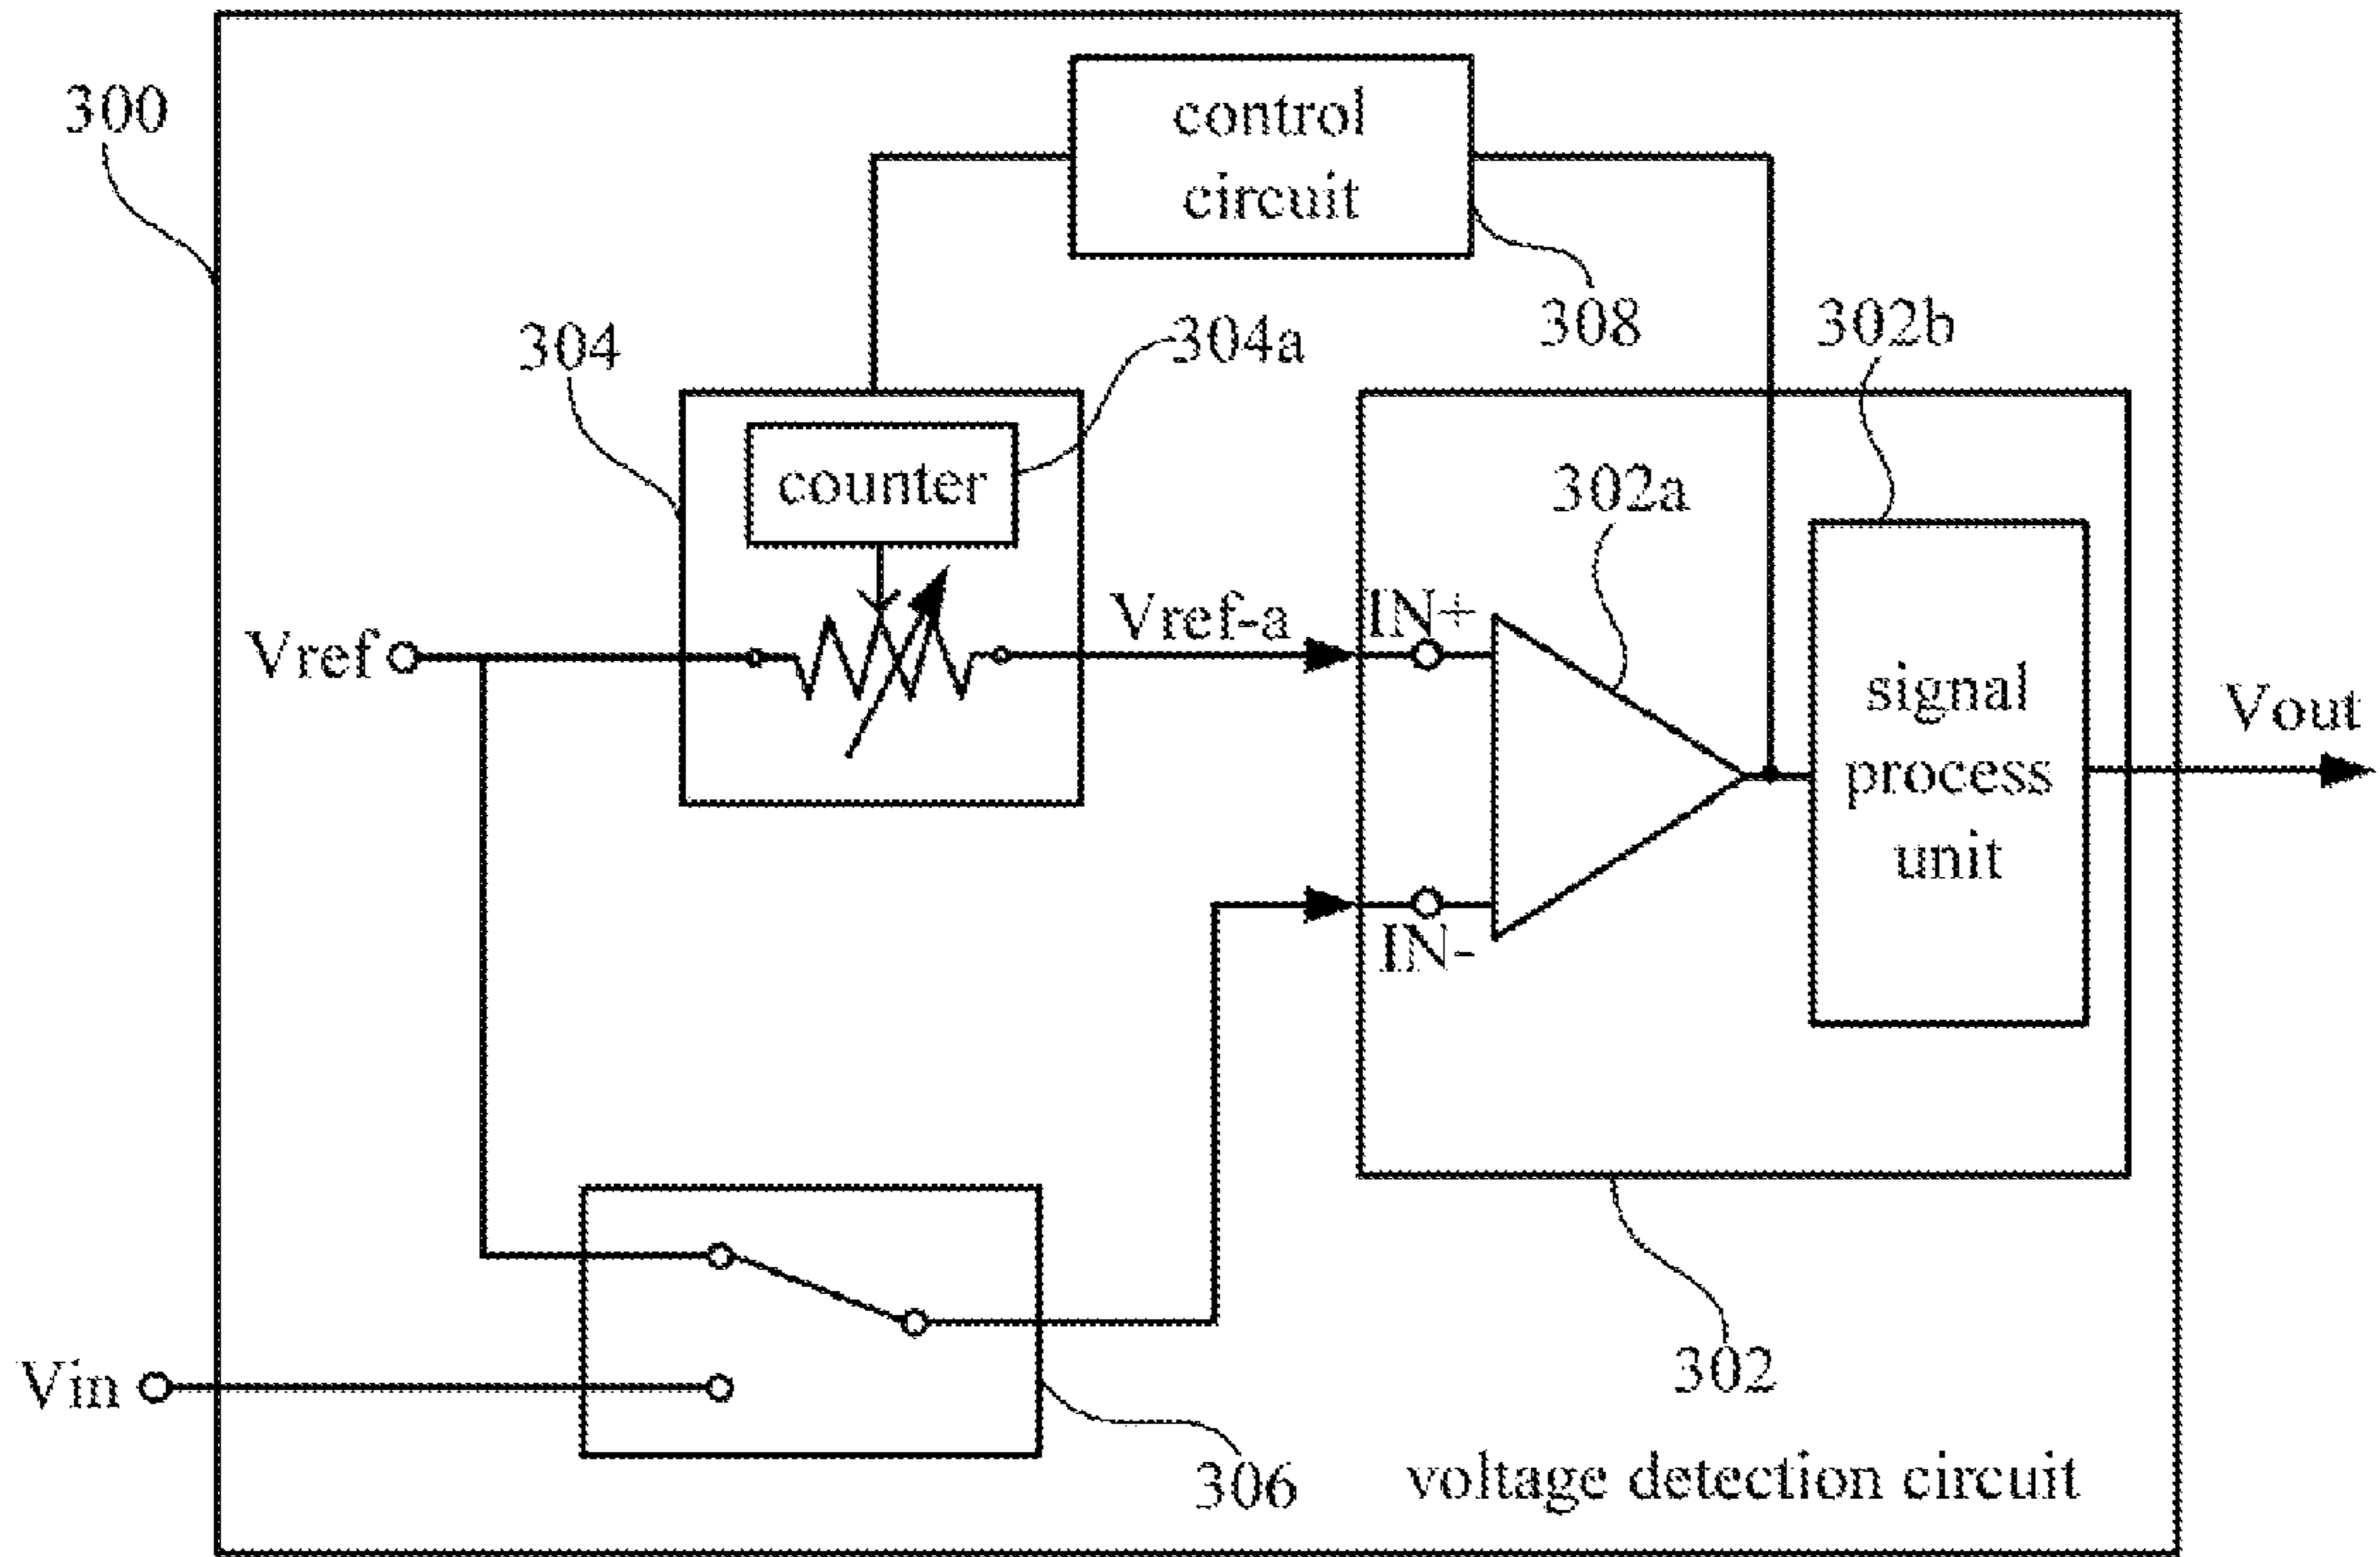 300
control
circuit
308
302b
304
304a
counter
302a
Vref
Vref-a
IN+
signal
process
unit
Vout
IN-
302
Vin
306
voltage detection circuit